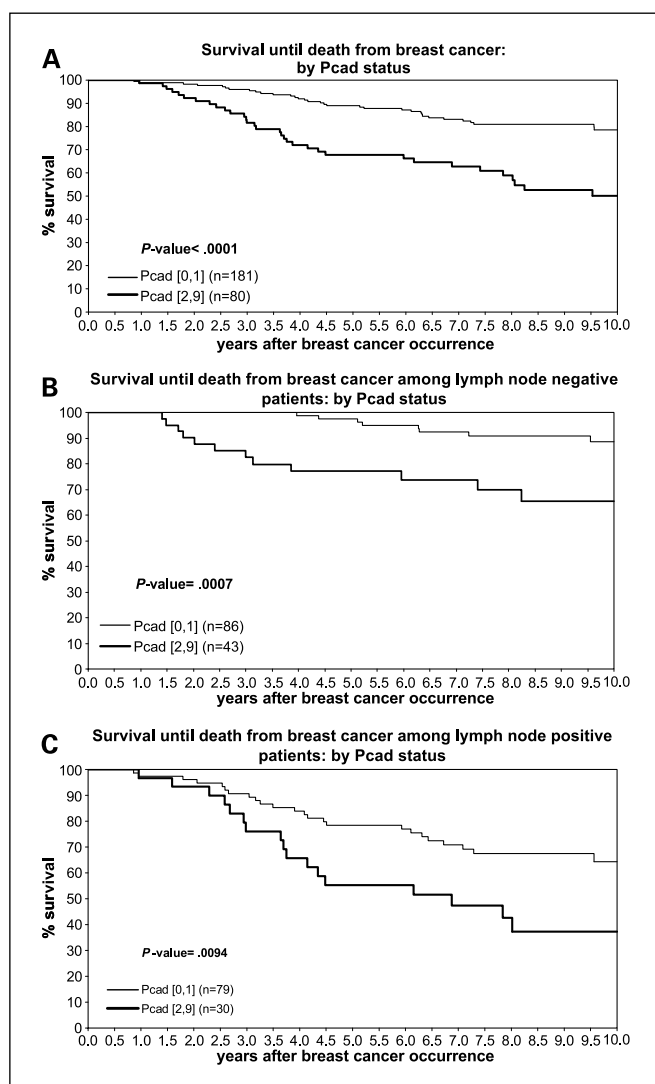 A
Survival until death from breast cancer:
by Pcad status
100
90
80
70
60
50
40
30
20
10
0
% survival
P-value< .0001
Pcad [0,1] (n=181)
Pcad [2,9] (n=80)
0.0 0.5 1.0 1.5 2.0 2.5 3.0 3.5 4.0 4.5 5.0 5.5 6.0 6.5 7.0 7.5 8.0 8.5 9.0 9.5 10.0
years after breast cancer occurrence
B
Survival until death from breast cancer among lymph node negative
patients: by Pcad status
100
90
80
70
60
50
40
30
20
10
0
% survival
P-value= .0007
Pcad [0,1] (n=86)
Pcad [2,9] (n=43)
0.0 0.5 1.0 1.5 2.0 2.5 3.0 3.5 4.0 4.5 5.0 5.5 6.0 6.5 7.0 7.5 8.0 8.5 9.0 9.5 10.0
years after breast cancer occurrence
C
Survival until death from breast cancer among lymph node positive
patients: by Pcad status
100
90
80
70
60
50
40
30
20
10
0
% survival
P-value= .0094
Pcad [0,1] (n=79)
Pcad [2,9] (n=30)
0.0 0.5 1.0 1.5 2.0 2.5 3.0 3.5 4.0 4.5 5.0 5.5 6.0 6.5 7.0 7.5 8.0 8.5 9.0 9.5 10.0
years after breast cancer occurrence